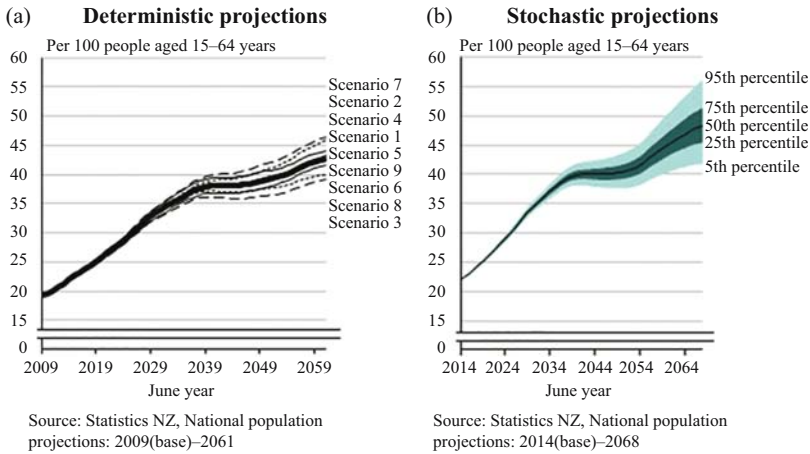 (a) Deterministic projections
Per 100 people aged 15–64 years
60
55
50
45
40
35
30
25
20
15
0
Scenario 7
Scenario 2
Scenario 4
Scenario 1
Scenario 5
Scenario 9
Scenario 6
Scenario 8
Scenario 3
2009 2019 2029 2039 2049 2059
June year
Source: Statistics NZ, National population
projections: 2009(base)–2061
(b) Stochastic projections
Per 100 people aged 15–64 years
60
55
50
45
40
35
30
25
20
15
0
95th percentile
75th percentile
50th percentile
25th percentile
5th percentile
2014 2024 2034 2044 2054 2064
June year
Source: Statistics NZ, National population
projections: 2014(base)–2068